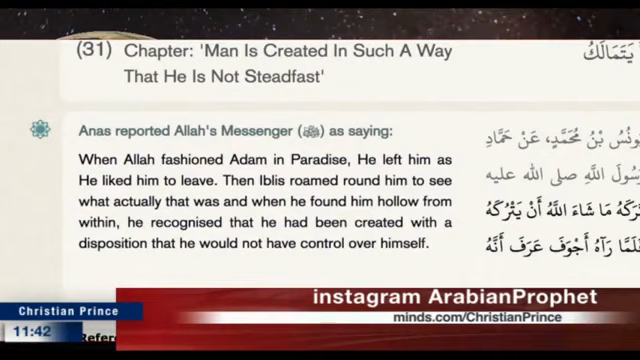 (31) Chapter: 'Man Is Created In Such A Way
That He Is Not Steadfast'
يَتَمَالَكُ
Anas reported Allah's Messenger (ﷺ) as saying:
When Allah fashioned Adam in Paradise, He left him as
He liked him to leave. Then Iblis roamed round him to see
what actually that was and when he found him hollow from
within, he recognised that he had been created with a
disposition that he would not have control over himself.
يُونُسُ بْنُ مُحَمَّدٍ، عَنْ حَمَّادِ
رَسُولَ اللَّهِ صلى الله عليه
تَرَكَهُ مَا شَاءَ اللَّهُ أَنْ يَتْرُكَهُ
فَلَمَّا رَآهُ أَجْوَفَ عَرَفَ أَنَّهُ
instagram ArabianProphet
Christian Prince
minds.com/ChristianPrince
11:42